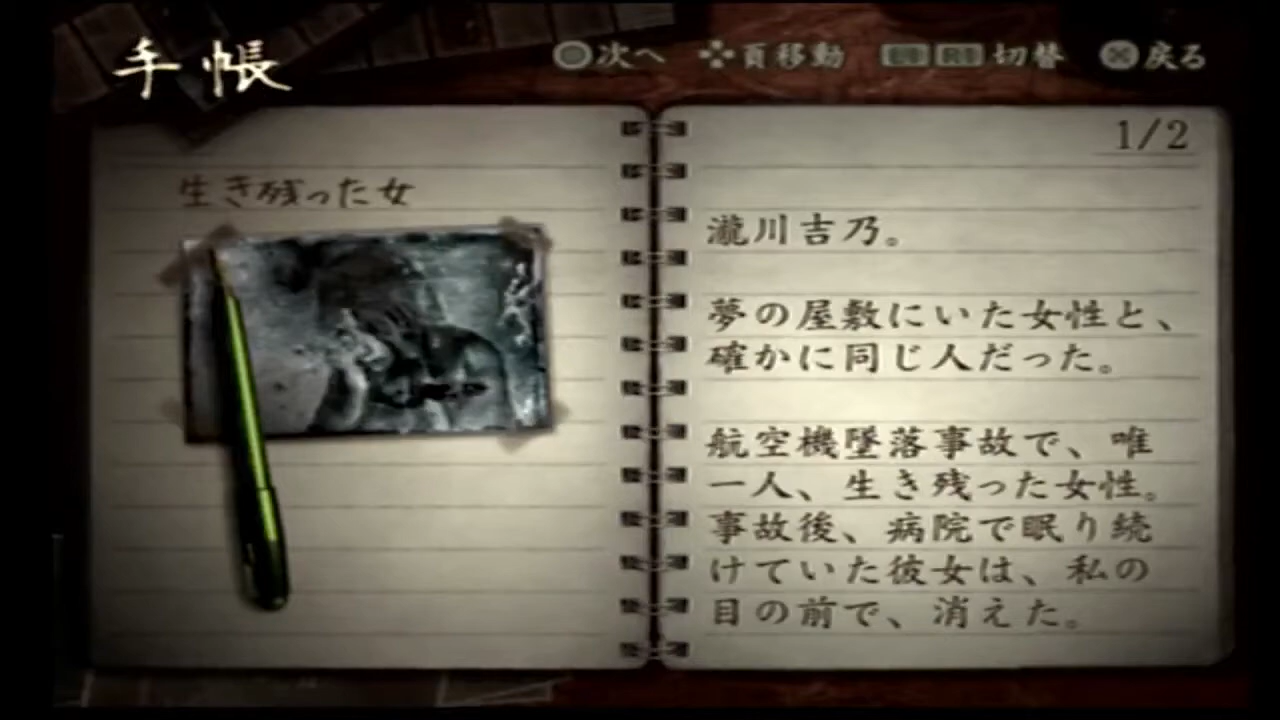 手帳
次へ
頁移動
L1 R1 切替
戻る
生き残った女
1/2
瀧川吉乃。
夢の屋敷にいた女性と、
確かに同じ人だった。
航空機墜落事故で、唯
一人、生き残った女性。
事故後、病院で眠り続
けていた彼女は、私の
目の前で、消えた。